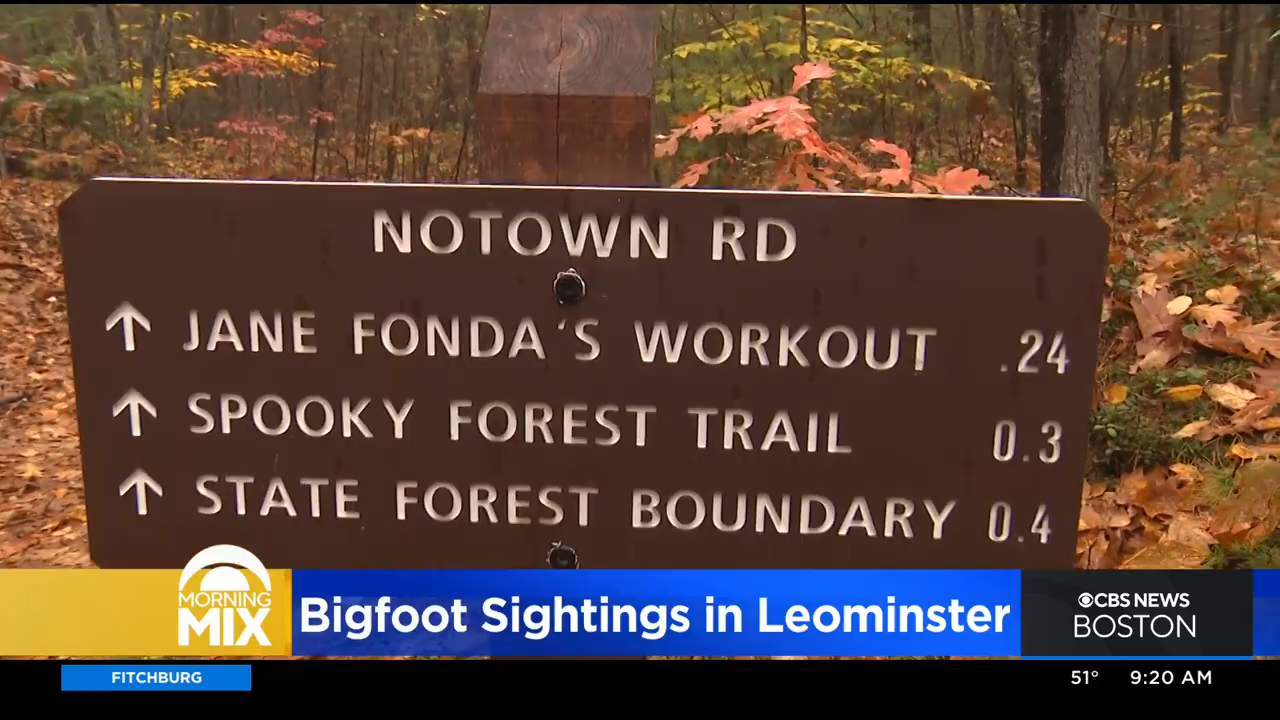 NOTOWN RD
↑ JANE FONDA'S WORKOUT .24
↑ SPOOKY FOREST TRAIL 0.3
↑ STATE FOREST BOUNDARY 0.4
MORNING
MIX
Bigfoot Sightings in Leominster
CBS NEWS
BOSTON
FITCHBURG
51° 9:20 AM